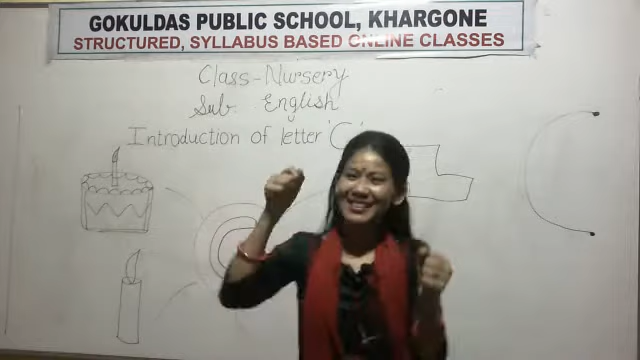 GOKULDAS PUBLIC SCHOOL, KHARGONE
STRUCTURED, SYLLABUS BASED ONLINE CLASSES
Class-Nursery
Sub. English
Introduction of letter 'C'